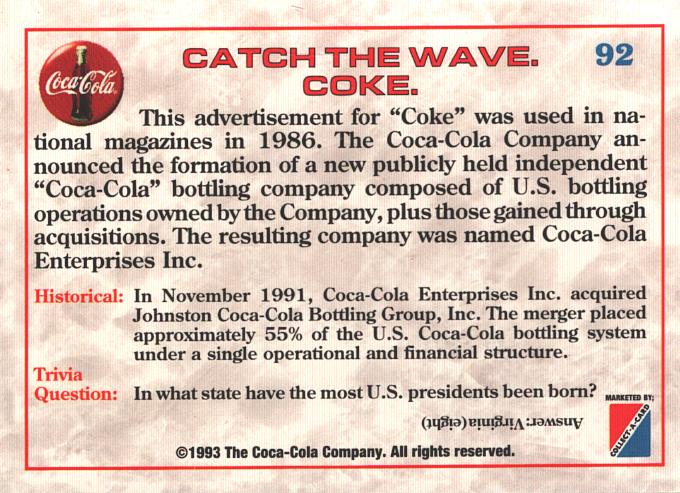 Coca-Cola
CATCH THE WAVE.
COKE.
92
This advertisement for “Coke” was used in na-
tional magazines in 1986. The Coca-Cola Company an-
nounced the formation of a new publicly held independent
“Coca-Cola” bottling company composed of U.S. bottling
operations owned by the Company, plus those gained through
acquisitions. The resulting company was named Coca-Cola
Enterprises Inc.
Historical: In November 1991, Coca-Cola Enterprises Inc. acquired
Johnston Coca-Cola Bottling Group, Inc. The merger placed
approximately 55% of the U.S. Coca-Cola bottling system
under a single operational and financial structure.
Trivia
Question: In what state have the most U.S. presidents been born?
Answer: Virginia (eight)
MARKETED BY:
COLLECT-A-CARD
©1993 The Coca-Cola Company. All rights reserved.